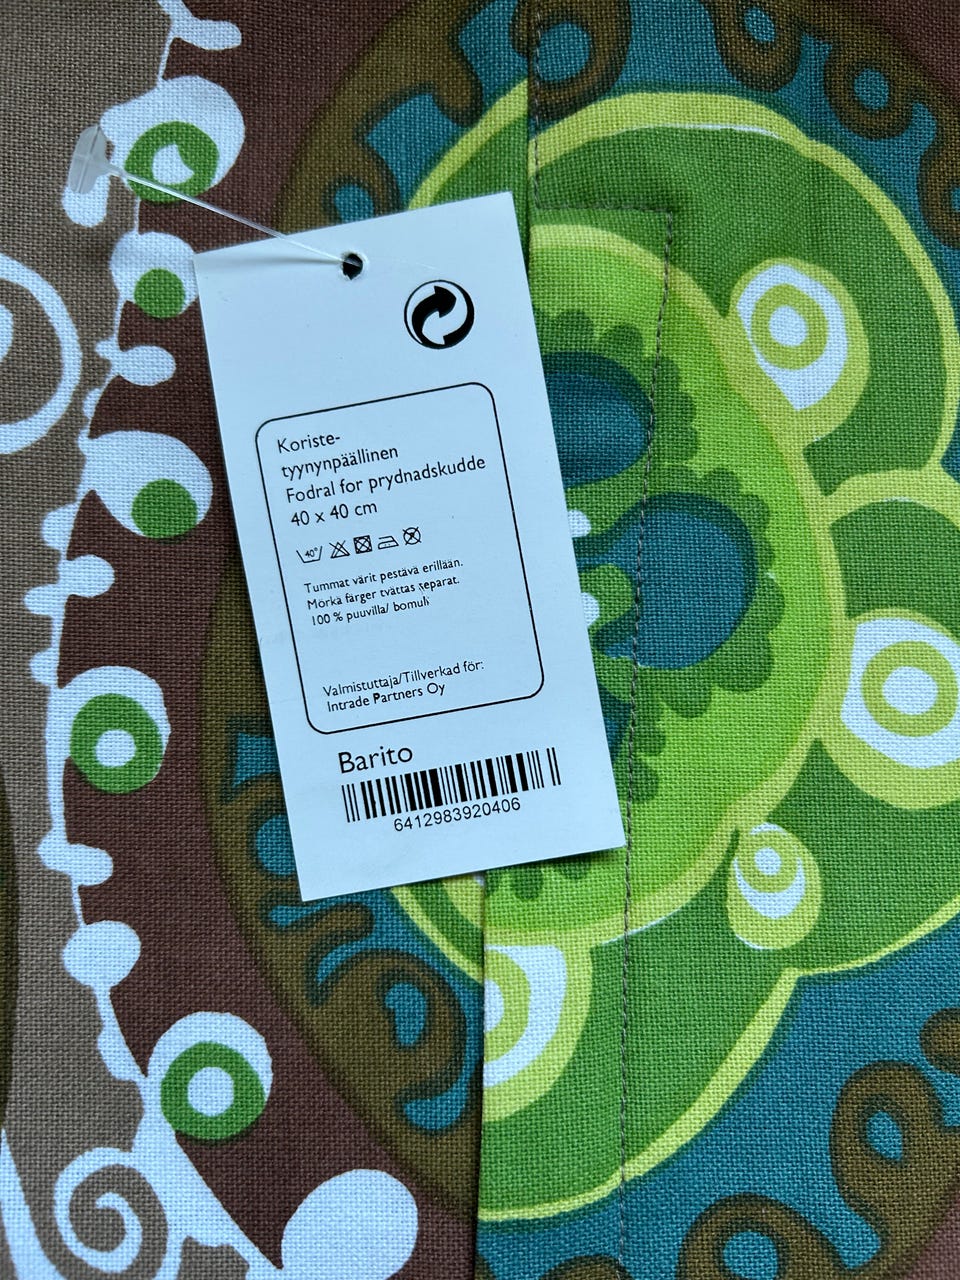 Koriste-
tyynynpäällinen
Fodral for prydnadskudde
40 x 40 cm
40°
Tummat värit pestävä erillään.
Mörka färger tvättas separat.
100 % puuvilla/ bomull
Valmistuttaja/Tillverkad för:
Intrade Partners Oy
Barito
6412983920406